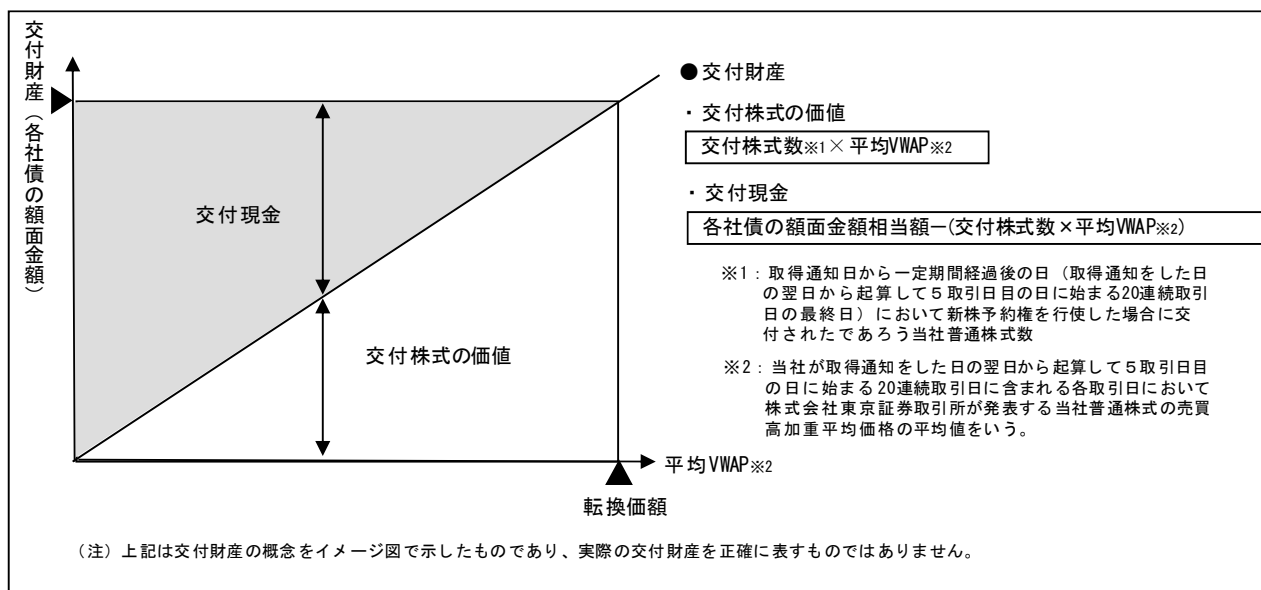 交付財産（各社債の額面金額）
●交付財産
・交付株式の価値
交付株式数※1×平均VWAP※2
・交付現金
各社債の額面金額相当額－(交付株式数×平均VWAP※2)
※1：取得通知日から一定期間経過後の日（取得通知をした日
の翌日から起算して５取引日目の日に始まる20連続取引
日の最終日）において新株予約権を行使した場合に交
付されたであろう当社普通株式数
※2：当社が取得通知をした日の翌日から起算して５取引日目
の日に始まる20連続取引日に含まれる各取引日において
株式会社東京証券取引所が発表する当社普通株式の売買
高加重平均価格の平均値をいう。
交付現金
交付株式の価値
平均VWAP※2
転換価額
（注）上記は交付財産の概念をイメージ図で示したものであり、実際の交付財産を正確に表すものではありません。